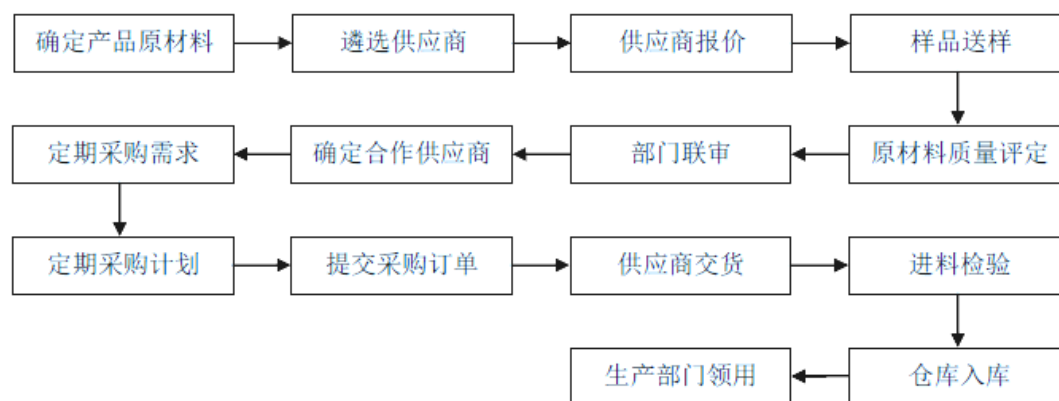 确定产品原材料
遴选供应商
供应商报价
样品送样
原材料质量评定
部门联审
确定合作供应商
定期采购需求
定期采购计划
提交采购订单
供应商交货
进料检验
仓库入库
生产部门领用